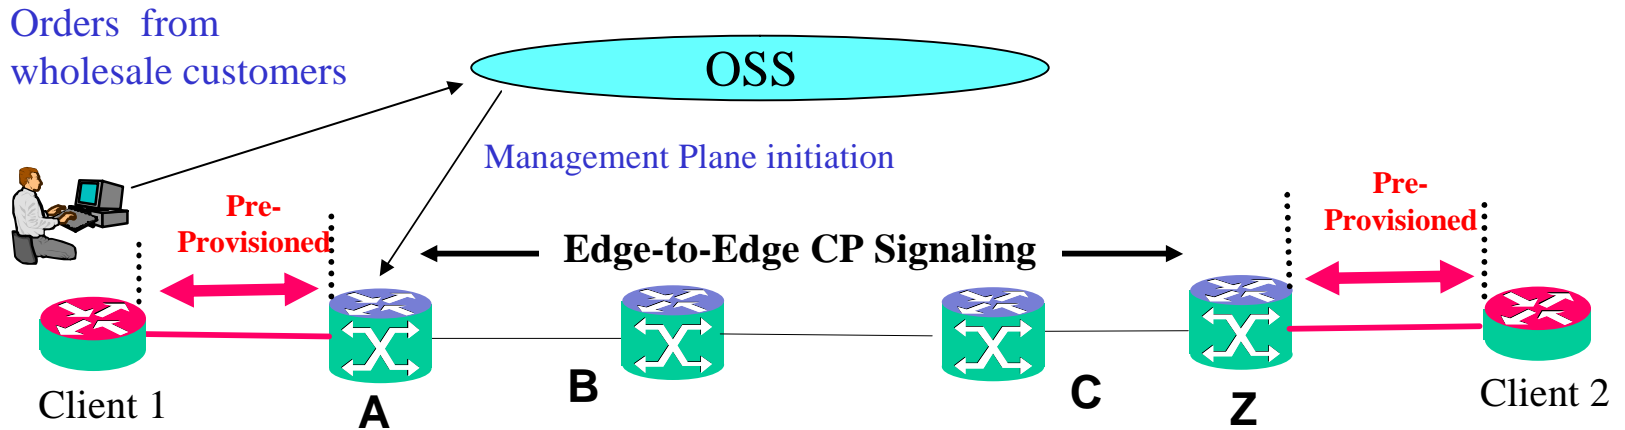 Orders from
wholesale customers
OSS
Management Plane initiation
Pre-
Provisioned
Edge-to-Edge CP Signaling
Pre-
Provisioned
Client 1
A
B
C
Z
Client 2